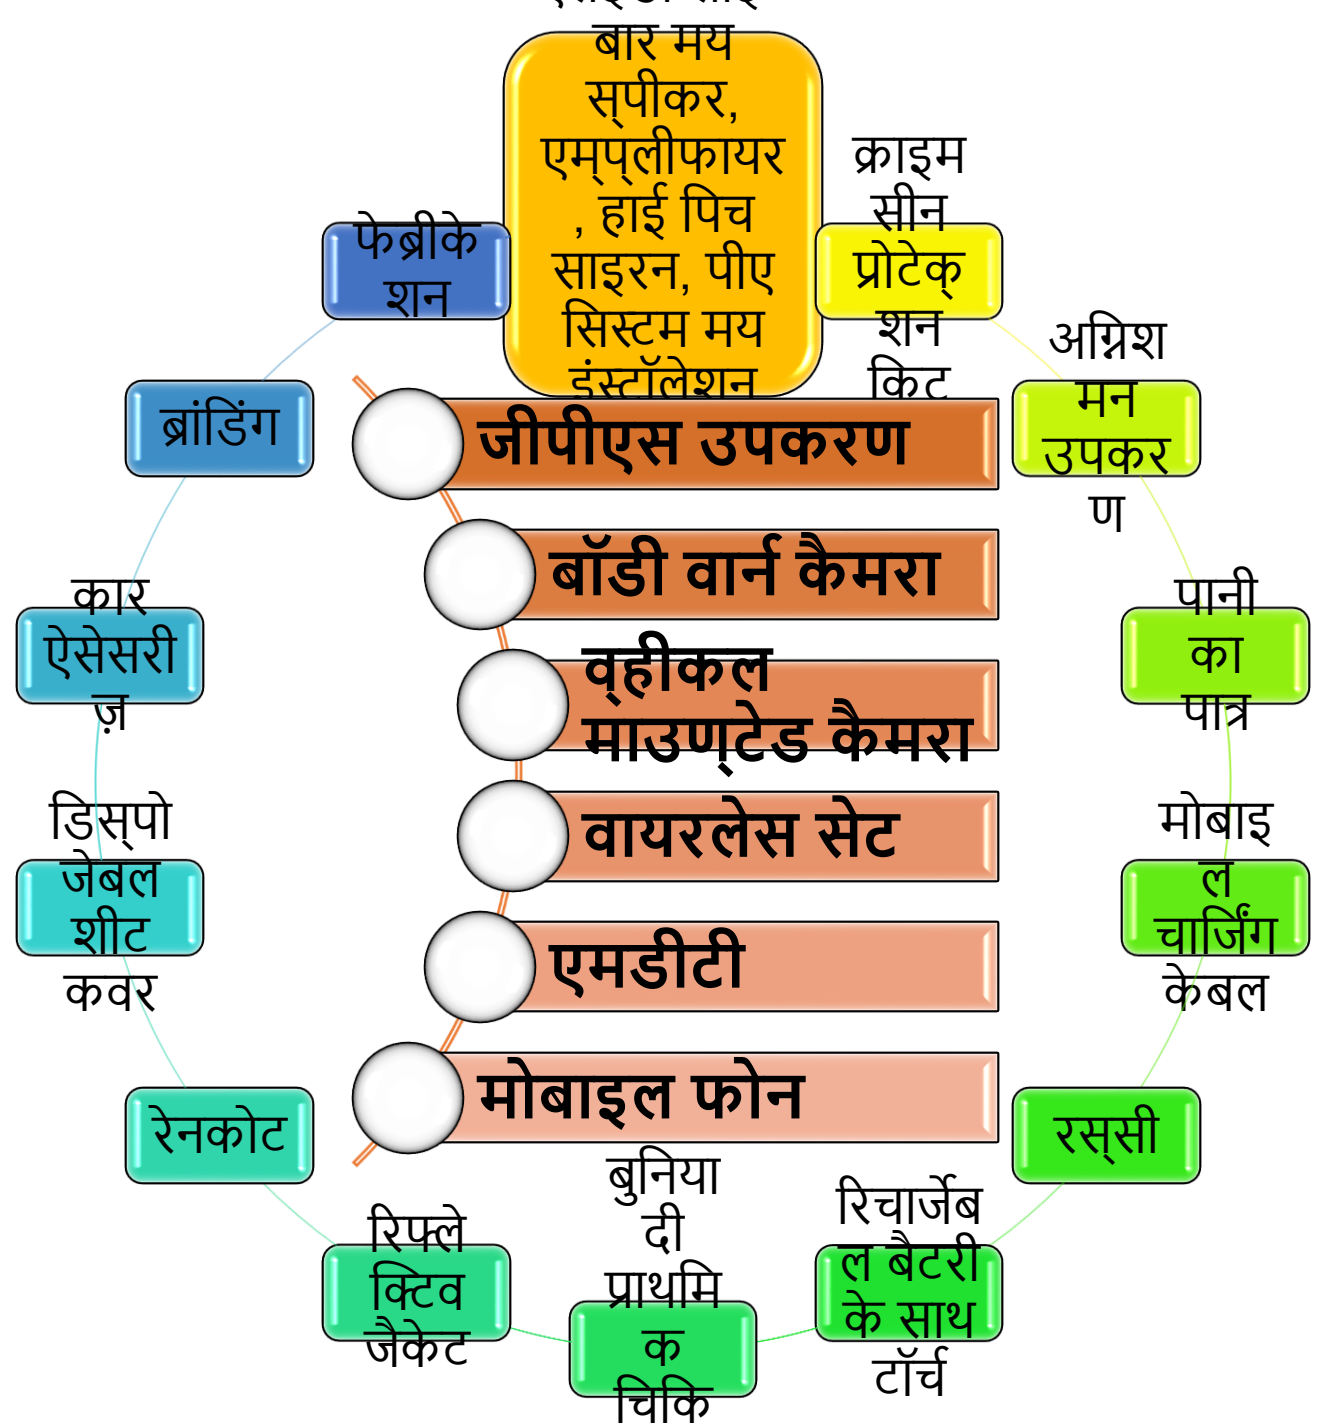 बार मय
स्पीकर,
एम्प्लीफायर
, हाई पिच
साइरन, पीए
सिस्टम मय
इंस्टॉलेशन
क्राइम
सीन
प्रोटेक्
शन
किट
अग्निश
मन
उपकर
ण
पानी
का
पात्र
मोबाइ
ल
चार्जिंग
केबल
रस्सी
रिचार्जेब
ल बैटरी
के साथ
टॉर्च
बुनिया
दी
प्राथमि
क
चिकि
रिफ्ले
क्टिव
जैकेट
रेनकोट
डिस्पो
जेबल
शीट
कवर
कार
ऐसेसरी
ज़
ब्रांडिंग
फेब्रीके
शन
जीपीएस उपकरण
बॉडी वार्न कैमरा
व्हीकल
माउण्टेड कैमरा
वायरलेस सेट
एमडीटी
मोबाइल फोन